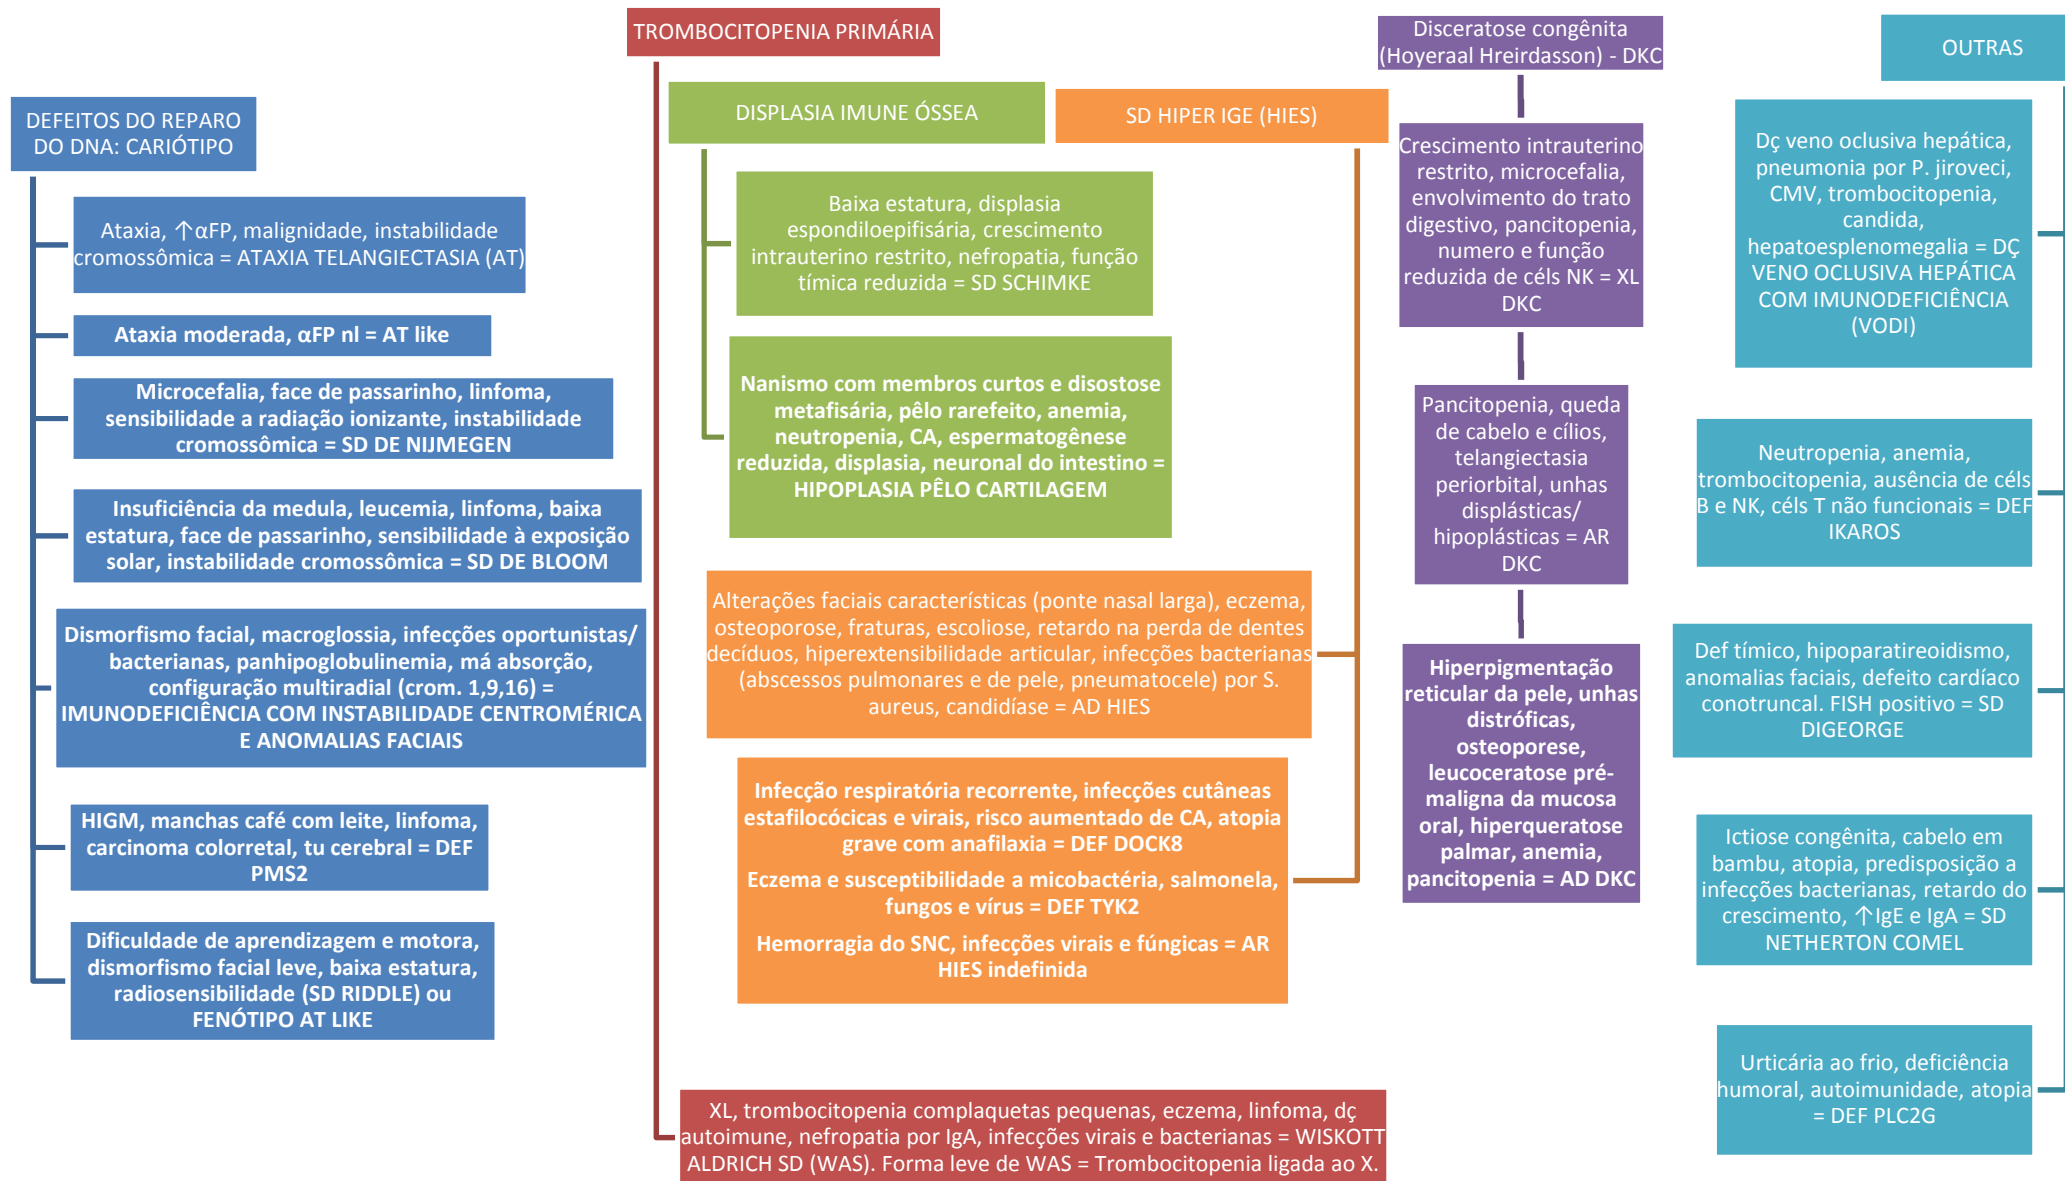 TROMBOCITOPENIA PRIMÁRIA
DEFEITOS DO REPARO
DO DNA: CARIÓTIPO
Ataxia, ↑αFP, malignidade, instabilidade
cromossômica = ATAXIA TELANGIECTASIA (AT)
Ataxia moderada, αFP nl = AT like
Microcefalia, face de passarinho, linfoma,
sensibilidade a radiação ionizante, instabilidade
cromossômica = SD DE NIJMEGEN
Insuficiência da medula, leucemia, linfoma, baixa
estatura, face de passarinho, sensibilidade à exposição
solar, instabilidade cromossômica = SD DE BLOOM
Dismorfismo facial, macroglossia, infecções oportunistas/
bacterianas, panhipoglobulinemia, má absorção,
configuração multiradial (crom. 1,9,16) =
IMUNODEFICIÊNCIA COM INSTABILIDADE CENTROMÉRICA
E ANOMALIAS FACIAIS
HIGM, manchas café com leite, linfoma,
carcinoma colorretal, tu cerebral = DEF
PMS2
Dificuldade de aprendizagem e motora,
dismorfismo facial leve, baixa estatura,
radiosensibilidade (SD RIDDLE) ou
FENÓTIPO AT LIKE
DISPLASIA IMUNE ÓSSEA
Baixa estatura, displasia
espondiloepifisária, crescimento
intrauterino restrito, nefropatia, função
tímica reduzida = SD SCHIMKE
Nanismo com membros curtos e disostose
metafisária, pêlo rarefeito, anemia,
neutropenia, CA, espermatogênese
reduzida, displasia, neuronal do intestino =
HIPOPLASIA PÊLO CARTILAGEM
SD HIPER IGE (HIES)
Alterações faciais características (ponte nasal larga), eczema,
osteoporose, fraturas, escoliose, retardo na perda de dentes
decíduos, hiperextensibilidade articular, infecções bacterianas
(abscessos pulmonares e de pele, pneumatocele) por S.
aureus, candidíase = AD HIES
Infecção respiratória recorrente, infecções cutâneas
estafilocócicas e virais, risco aumentado de CA, atopia
grave com anafilaxia = DEF DOCK8
Eczema e susceptibilidade a micobactéria, salmonela,
fungos e vírus = DEF TYK2
Hemorragia do SNC, infecções virais e fúngicas = AR
HIES indefinida
XL, trombocitopenia complaquetas pequenas, eczema, linfoma, dç
autoimune, nefropatia por IgA, infecções virais e bacterianas = WISKOTT
ALDRICH SD (WAS). Forma leve de WAS = Trombocitopenia ligada ao X.
Disceratose congênita
(Hoyeraal Hreirdasson) - DKC
Crescimento intrauterino
restrito, microcefalia,
envolvimento do trato
digestivo, pancitopenia,
numero e função
reduzida de céls NK = XL
DKC
Pancitopenia, queda
de cabelo e cílios,
telangiectasia
periorbital, unhas
displásticas/
hipoplásticas = AR
DKC
Hiperpigmentação
reticular da pele, unhas
distróficas,
osteoporese,
leucoceratose pré-
maligna da mucosa
oral, hiperqueratose
palmar, anemia,
pancitopenia = AD DKC
OUTRAS
Dç veno oclusiva hepática,
pneumonia por P. jiroveci,
CMV, trombocitopenia,
candida,
hepatoesplenomegalia = DÇ
VENO OCLUSIVA HEPÁTICA
COM IMUNODEFICIÊNCIA
(VODI)
Neutropenia, anemia,
trombocitopenia, ausência de céls
B e NK, céls T não funcionais = DEF
IKAROS
Def tímico, hipoparatireoidismo,
anomalias faciais, defeito cardíaco
conotruncal. FISH positivo = SD
DIGEORGE
Ictiose congênita, cabelo em
bambu, atopia, predisposição a
infecções bacterianas, retardo do
crescimento, ↑IgE e IgA = SD
NETHERTON COMEL
Urticária ao frio, deficiência
humoral, autoimunidade, atopia
= DEF PLC2G